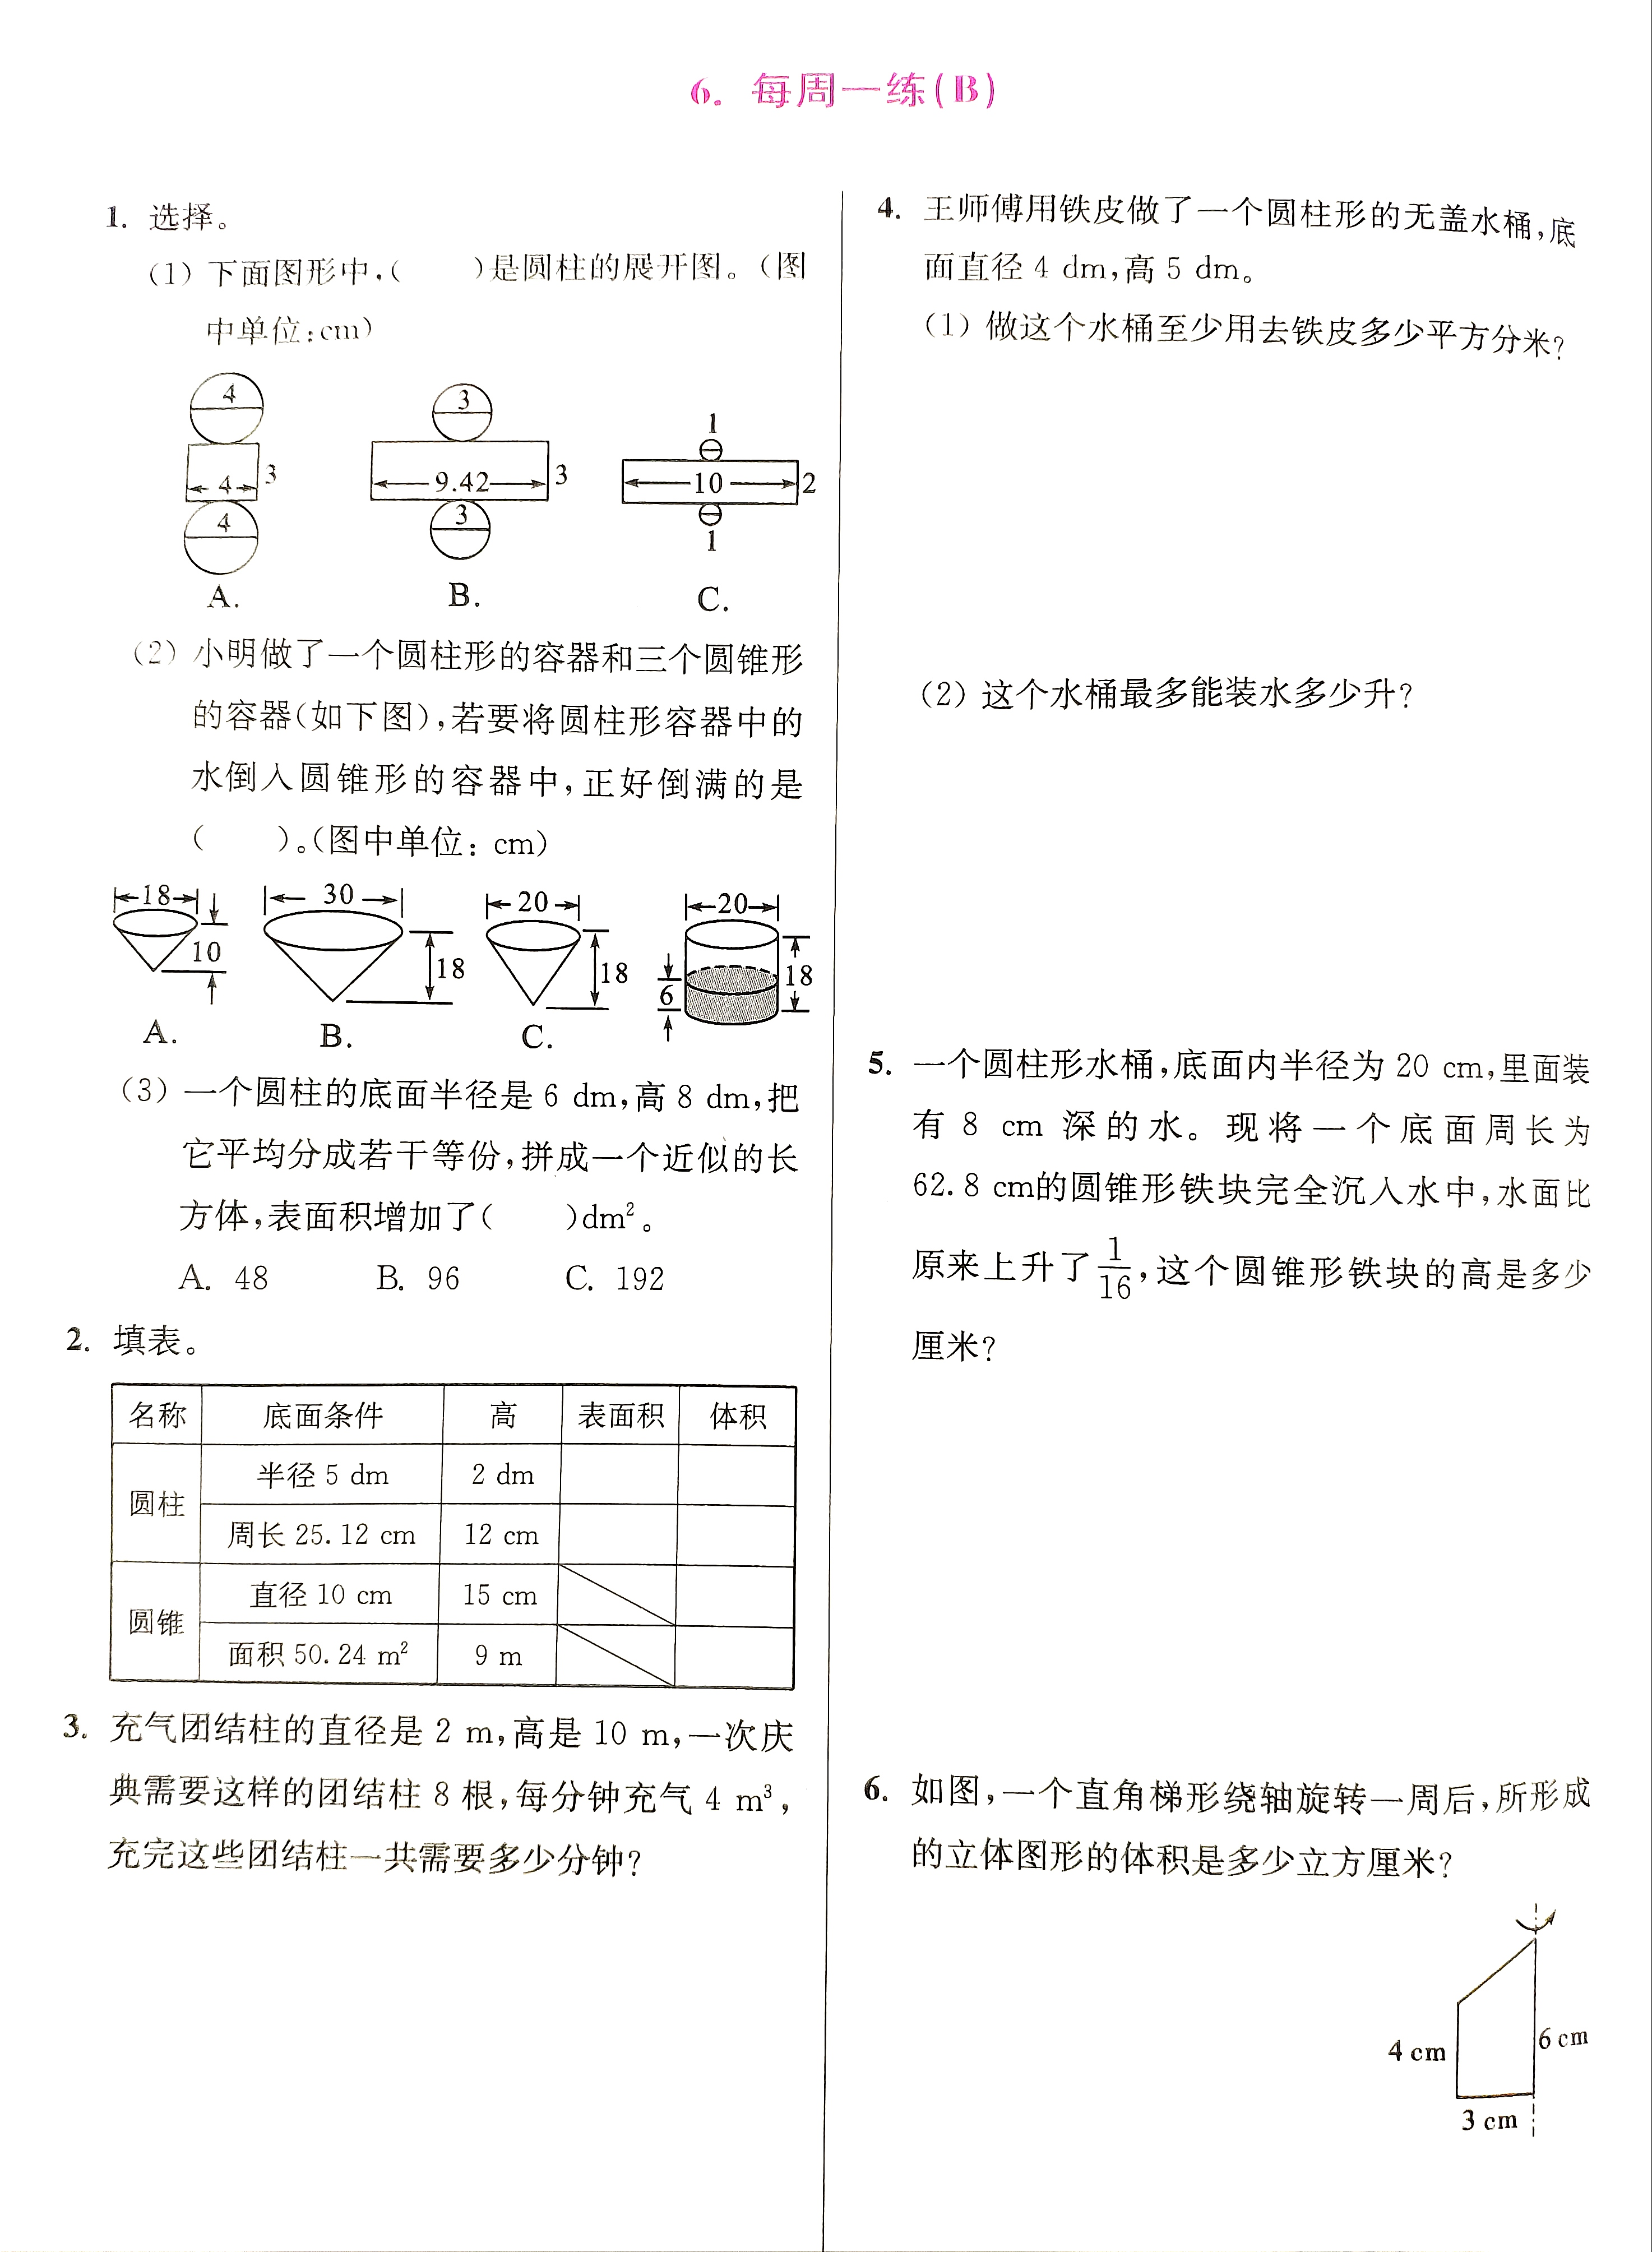 6. 每周一练(B)
1. 选择。
(1) 下面图形中,(　　)是圆柱的展开图。(图
中单位:cm)
4
4
3
4
A.
3
9.42
3
3
B.
1
10
2
1
C.
(2) 小明做了一个圆柱形的容器和三个圆锥形
的容器(如下图),若要将圆柱形容器中的
水倒入圆锥形的容器中,正好倒满的是
(　　)。(图中单位: cm)
18
10
A.
30
18
B.
20
18
C.
20
6
18
(3) 一个圆柱的底面半径是 6 dm,高 8 dm,把
它平均分成若干等份,拼成一个近似的长
方体,表面积增加了(　　)dm²。
A. 48　B. 96　C. 192
2. 填表。
名称　底面条件　高　表面积　体积
圆柱　半径 5 dm　2 dm
周长 25.12 cm　12 cm
圆锥　直径 10 cm　15 cm
面积 50.24 m²　9 m
3. 充气团结柱的直径是 2 m,高是 10 m,一次庆
典需要这样的团结柱 8 根,每分钟充气 4 m³,
充完这些团结柱一共需要多少分钟?
4. 王师傅用铁皮做了一个圆柱形的无盖水桶,底
面直径 4 dm,高 5 dm。
(1) 做这个水桶至少用去铁皮多少平方分米?
(2) 这个水桶最多能装水多少升?
5. 一个圆柱形水桶,底面内半径为 20 cm,里面装
有 8 cm 深的水。现将一个底面周长为
62.8 cm的圆锥形铁块完全沉入水中,水面比
原来上升了1/16,这个圆锥形铁块的高是多少
厘米?
6. 如图,一个直角梯形绕轴旋转一周后,所形成
的立体图形的体积是多少立方厘米?
4 cm
6 cm
3 cm